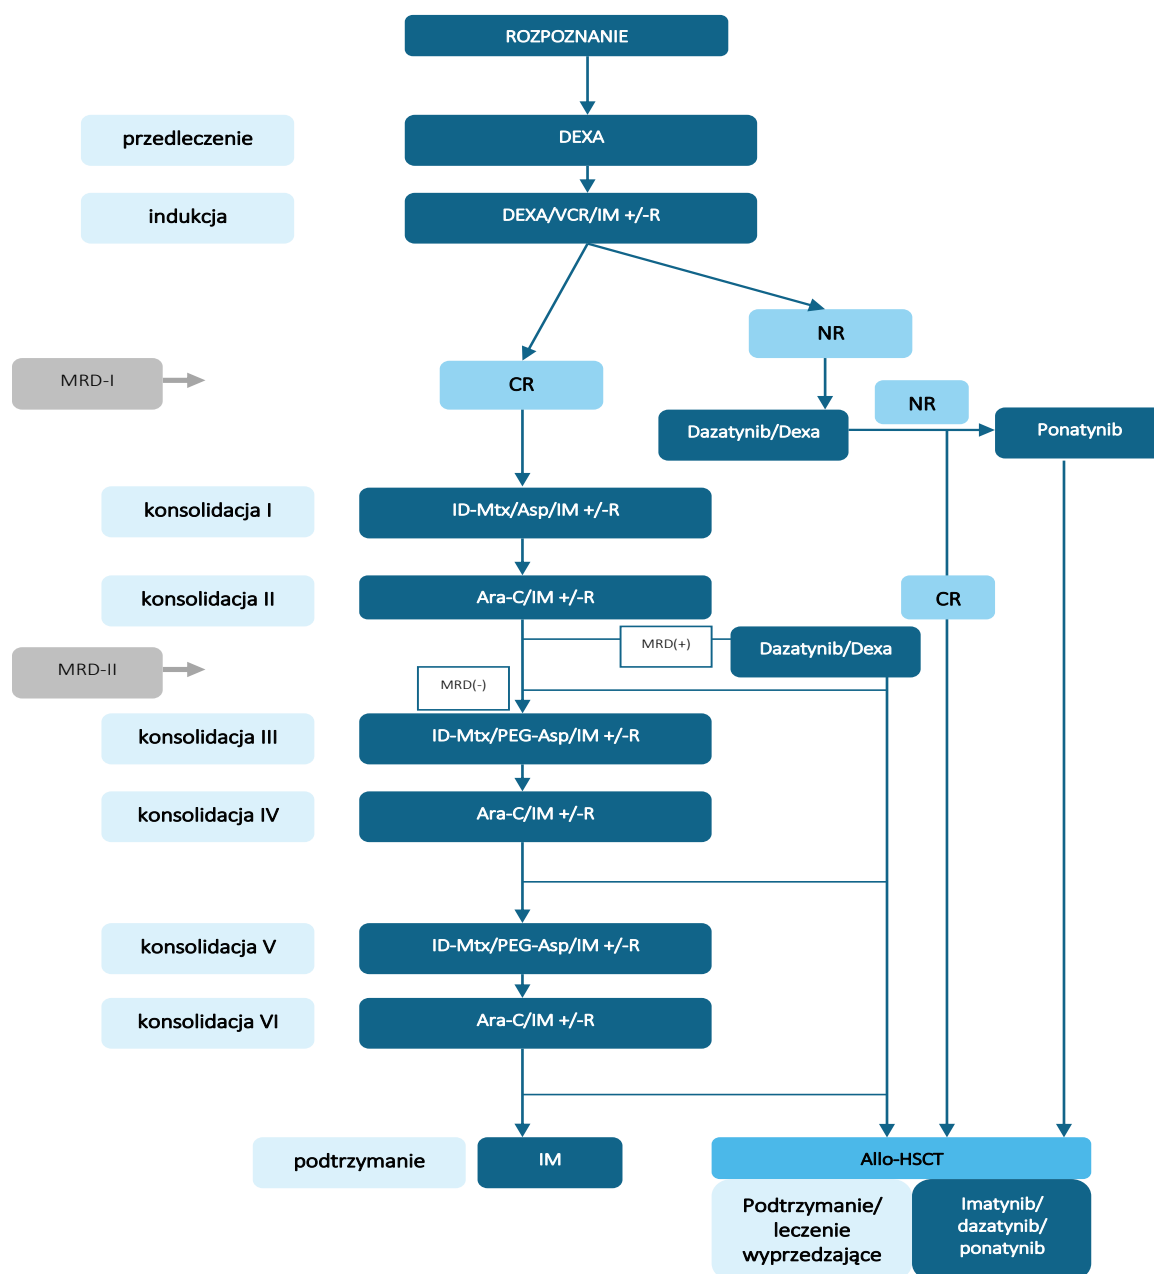 ROZPOZNANIE
przedleczenie
DEXA
indukcja
DEXA/VCR/IM +/-R
NR
MRD-I
CR
NR
Dazatynib/Dexa
Ponatynib
konsolidacja I
ID-Mtx/Asp/IM +/-R
konsolidacja II
Ara-C/IM +/-R
CR
MRD(+)
Dazatynib/Dexa
MRD-II
MRD(-)
konsolidacja III
ID-Mtx/PEG-Asp/IM +/-R
konsolidacja IV
Ara-C/IM +/-R
konsolidacja V
ID-Mtx/PEG-Asp/IM +/-R
konsolidacja VI
Ara-C/IM +/-R
podtrzymanie
IM
Allo-HSCT
Podtrzymanie/
leczenie
wyprzedzające
Imatynib/
dazatynib/
ponatynib